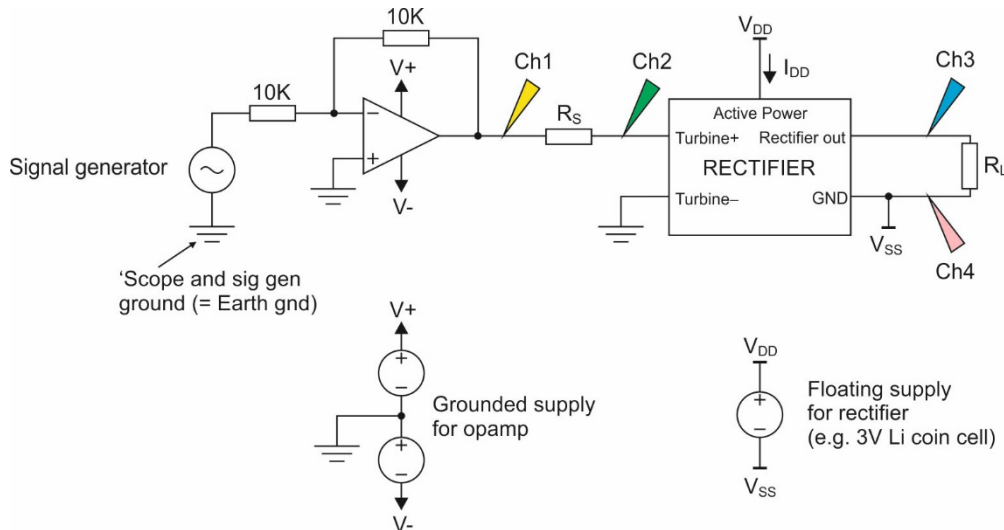 10K
V+
Ch1
Ch2
VDD
IDD
Ch3
10K
RS
Active Power
Turbine+
Rectifier out
RECTIFIER
Turbine–
GND
RL
Signal generator
V-
VSS
Ch4
‘Scope and sig gen
ground (= Earth gnd)
V+
Grounded supply
for opamp
V-
VDD
Floating supply
for rectifier
(e.g. 3V Li coin cell)
VSS